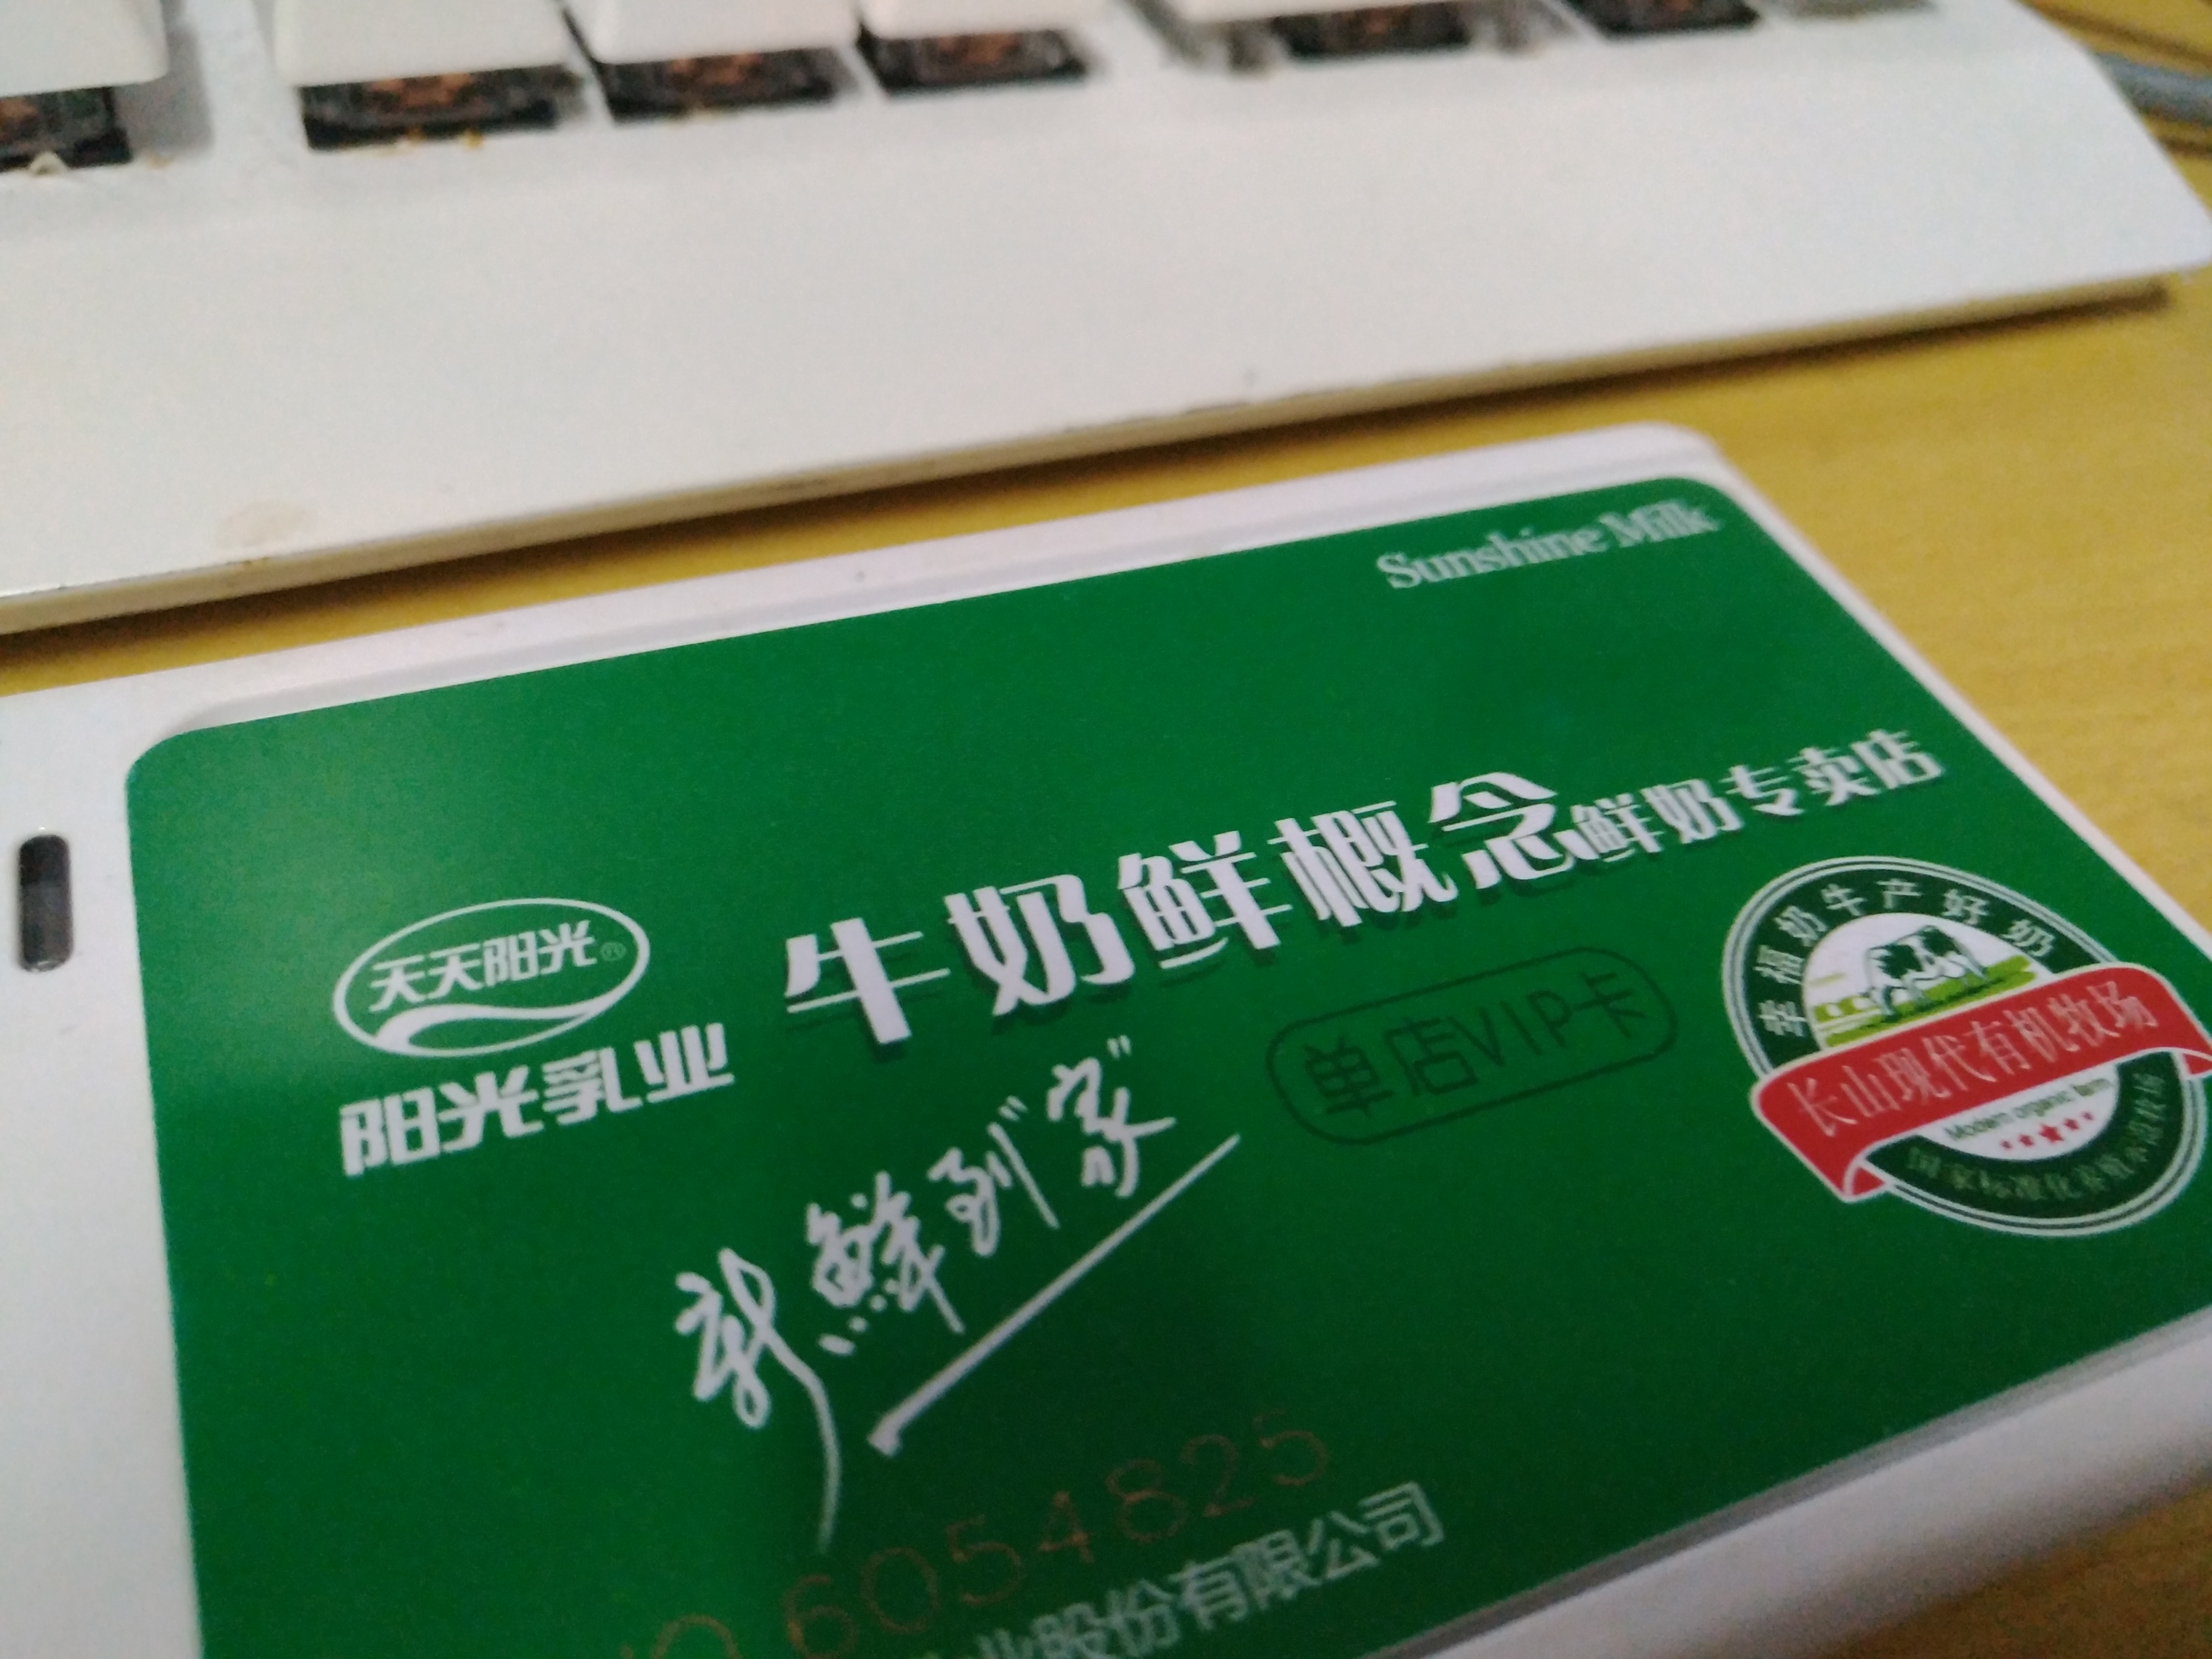 Sunshine Milk
天天阳光®
阳光乳业
牛奶鲜概念鲜奶专卖店
单店VIP卡
新鲜到"家"
幸福奶牛产好奶
长山现代有机牧场
Modern organic farm
6054825
业股份有限公司